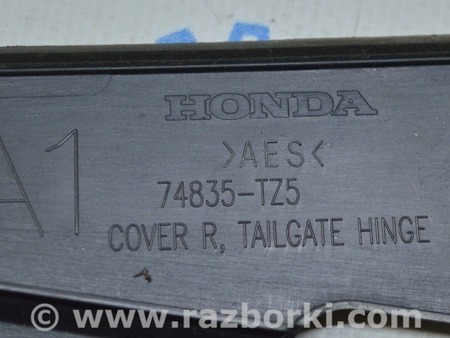 HONDA
>AES<
A1
74835-TZ5
COVER R, TAILGATE HINGE
© www.razborki.com